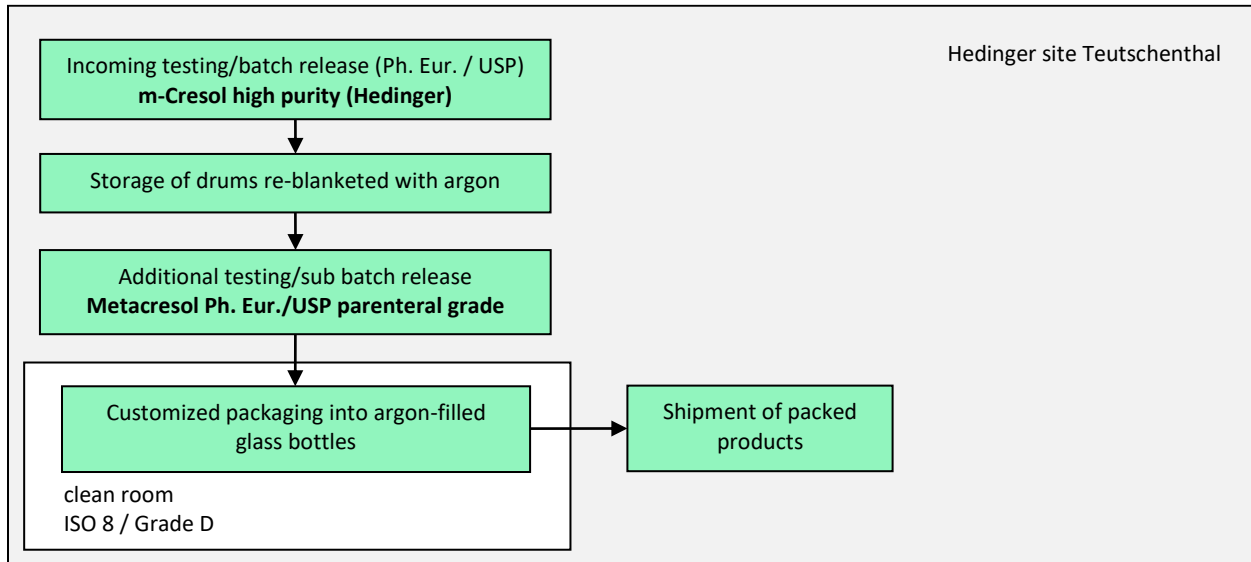 Hedinger site Teutschenthal
Incoming testing/batch release (Ph. Eur. / USP)
m-Cresol high purity (Hedinger)
Storage of drums re-blanketed with argon
Additional testing/sub batch release
Metacresol Ph. Eur./USP parenteral grade
Customized packaging into argon-filled
glass bottles
Shipment of packed
products
clean room
ISO 8 / Grade D